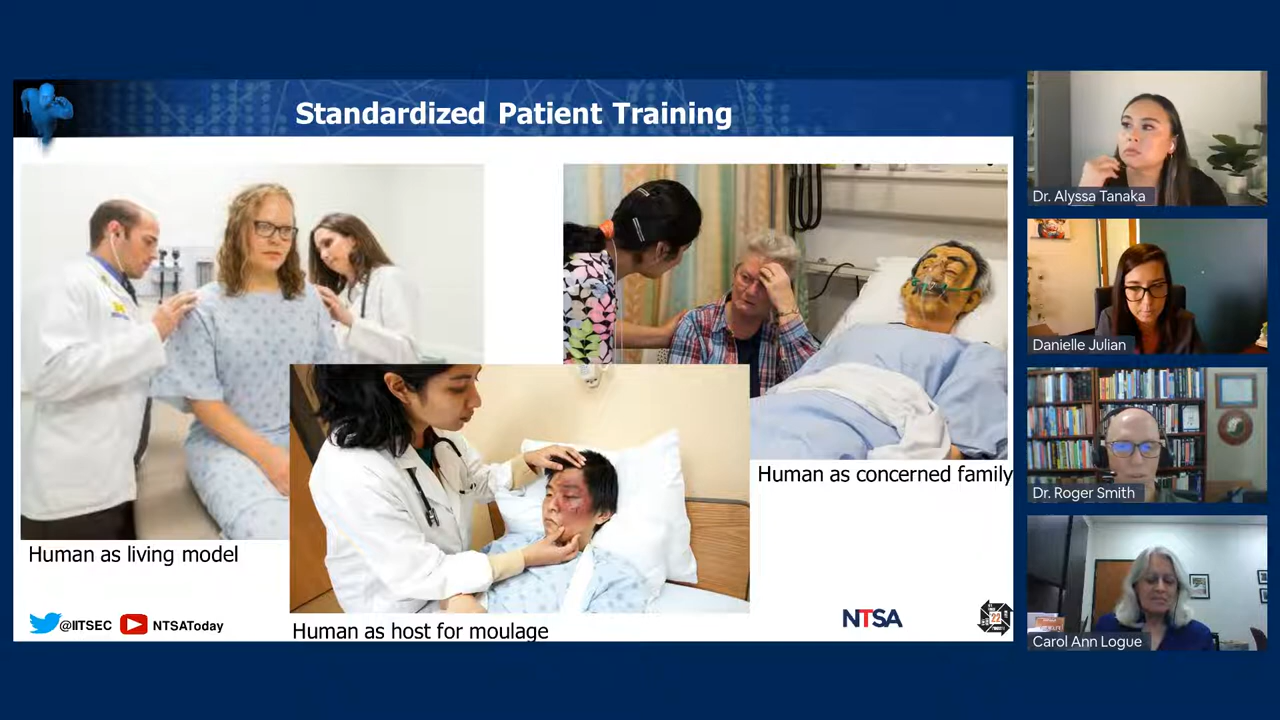 Standardized Patient Training
Human as living model
Human as host for moulage
Human as concerned family
@IITSEC
NTSAToday
NTSA
Dr. Alyssa Tanaka
Danielle Julian
Dr. Roger Smith
Carol Ann Logue